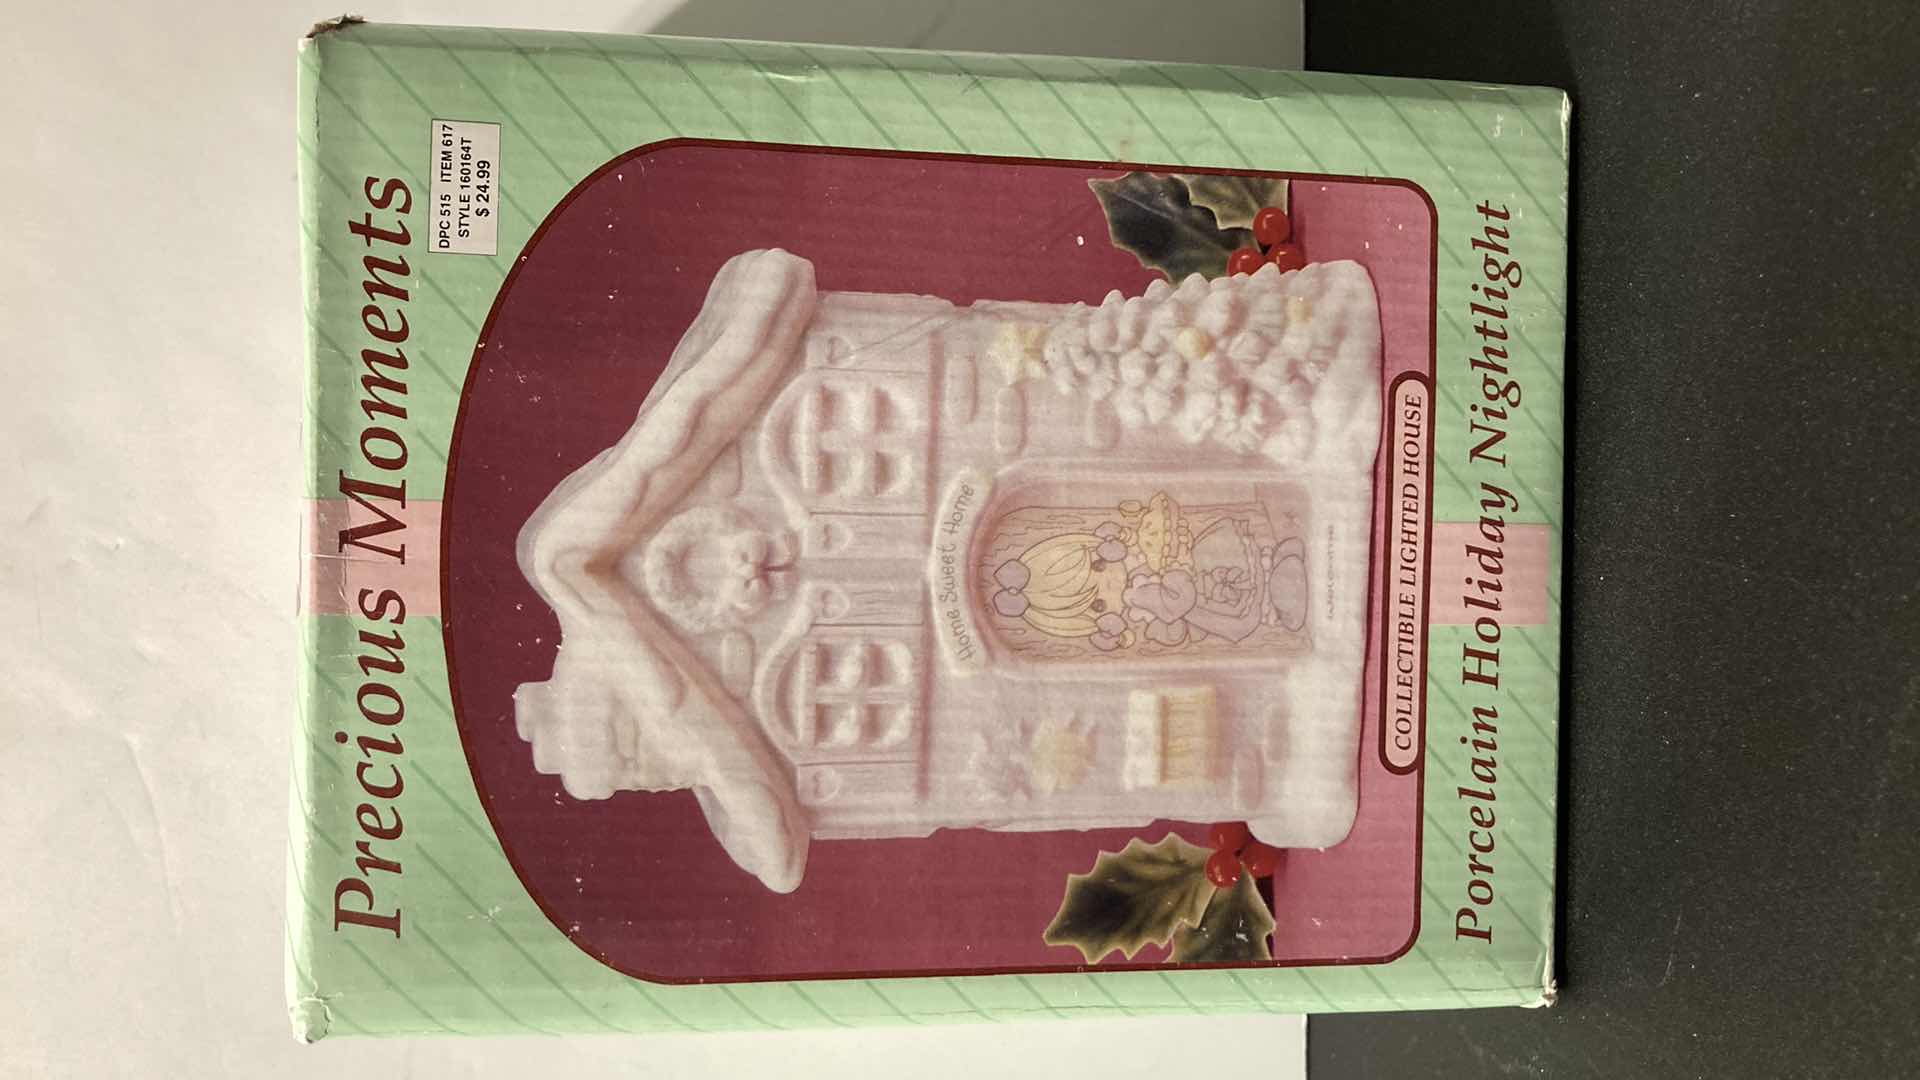 Precious Moments
DPC 515 ITEM 617
STYLE 160164T
$ 24.99
Home Sweet Home
COLLECTIBLE LIGHTED HOUSE
Porcelain Holiday Nightlight